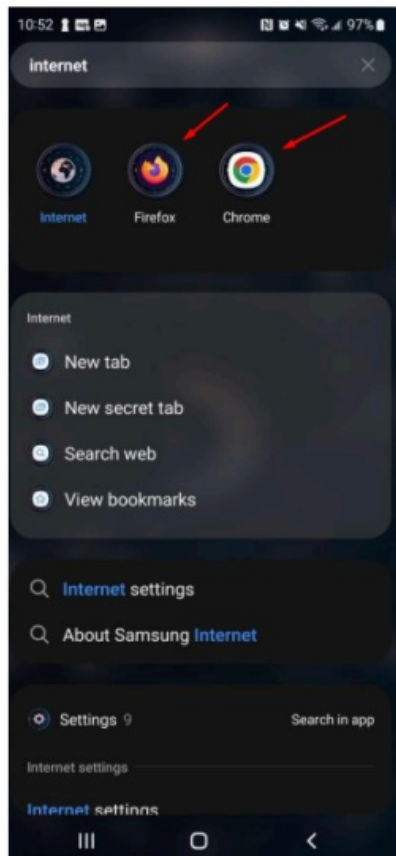 10:52 97%
internet
Internet Firefox Chrome
Internet
New tab
New secret tab
Search web
View bookmarks
Internet settings
About Samsung Internet
Settings 9 Search in app
Internet settings
Internet settings